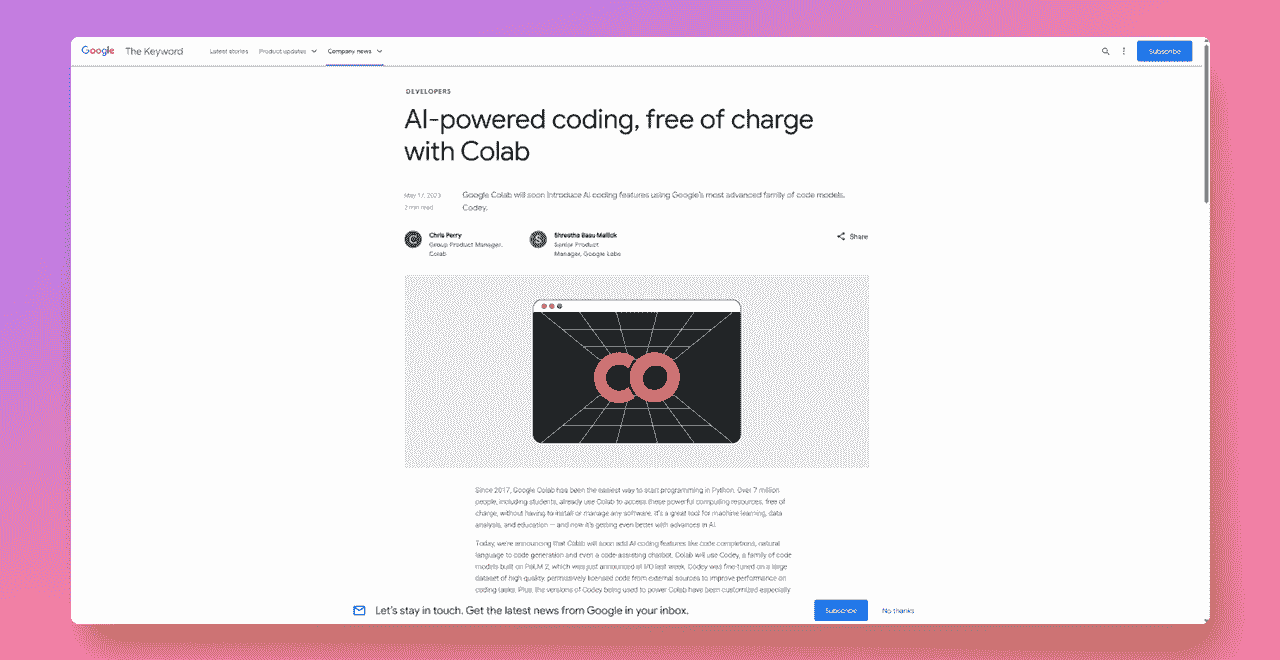 Google The Keyword Latest stories Product updates Company news Subscribe
DEVELOPERS
AI-powered coding, free of charge
with Colab
May 17, 2023
2 min read
Google Colab will soon introduce AI coding features using Google's most advanced family of code models,
Codey.
Chris Perry
Group Product Manager,
Colab
Shrestha Basu Mallick
Senior Product
Manager, Google Labs
Share
CO
Since 2017, Google Colab has been the easiest way to start programming in Python. Over 7 million
people, including students, already use Colab to access these powerful computing resources, free of
charge, without having to install or manage any software. It's a great tool for machine learning, data
analysis, and education — and now it's getting even better with advances in AI.
Today, we're announcing that Colab will soon add AI coding features like code completions, natural
language to code generation and even a code-assisting chatbot. Colab will use Codey, a family of code
models built on PaLM 2, which was just announced at I/O last week. Codey was fine-tuned on a large
dataset of high quality, permissively licensed code from external sources to improve performance on
coding tasks. Plus, the versions of Codey being used to power Colab have been customized especially
Let's stay in touch. Get the latest news from Google in your inbox. Subscribe No thanks